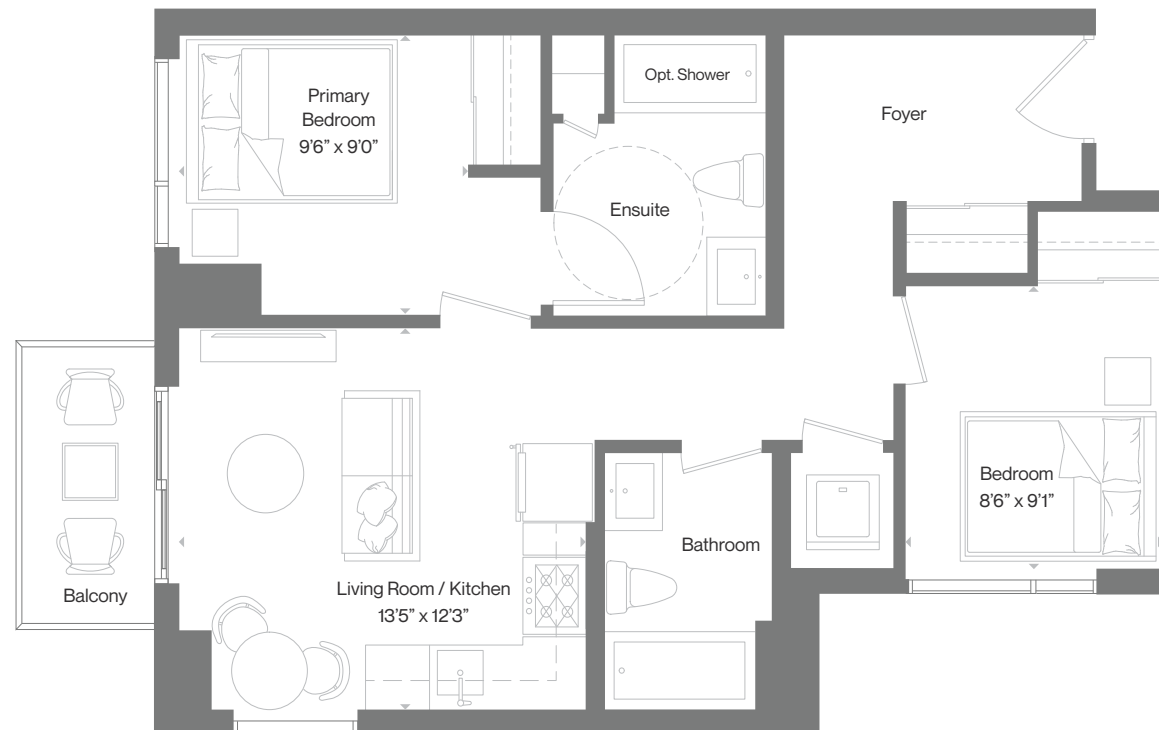 Primary
Bedroom
9’6” x 9’0”
Opt. Shower
Foyer
Ensuite
Bedroom
8’6” x 9’1”
Bathroom
Living Room / Kitchen
13’5” x 12’3”
Balcony